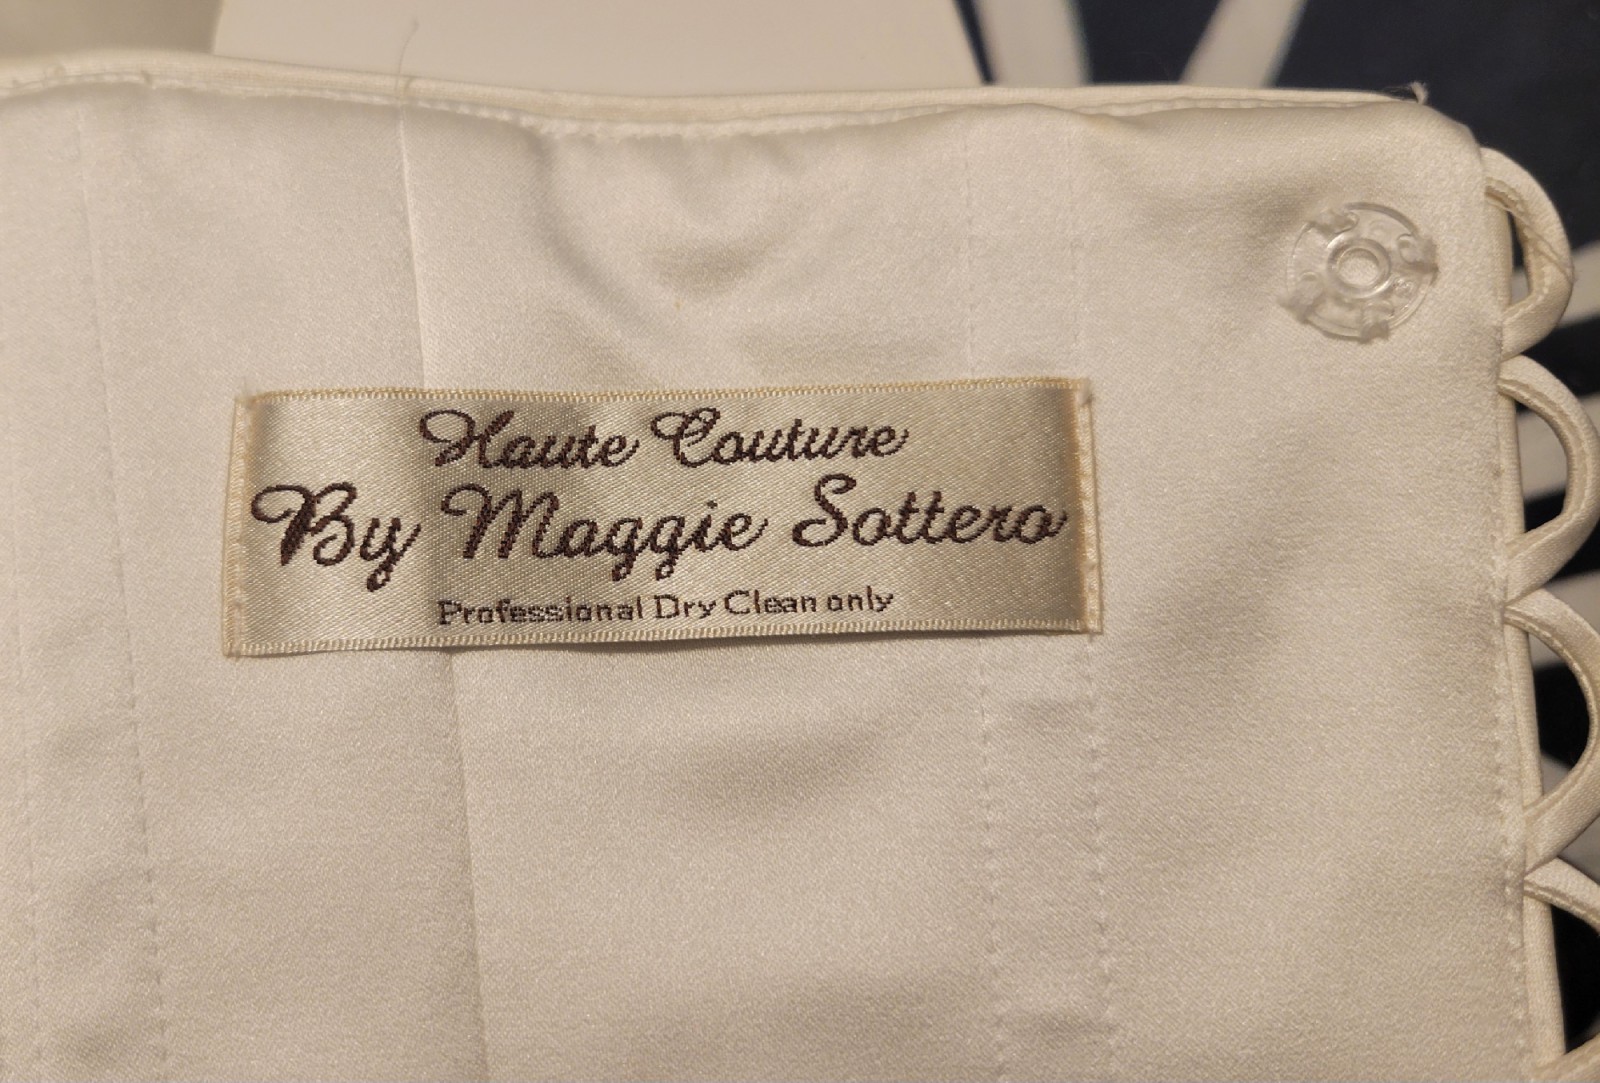 Haute Couture
By Maggie Sottero
Professional Dry Clean only